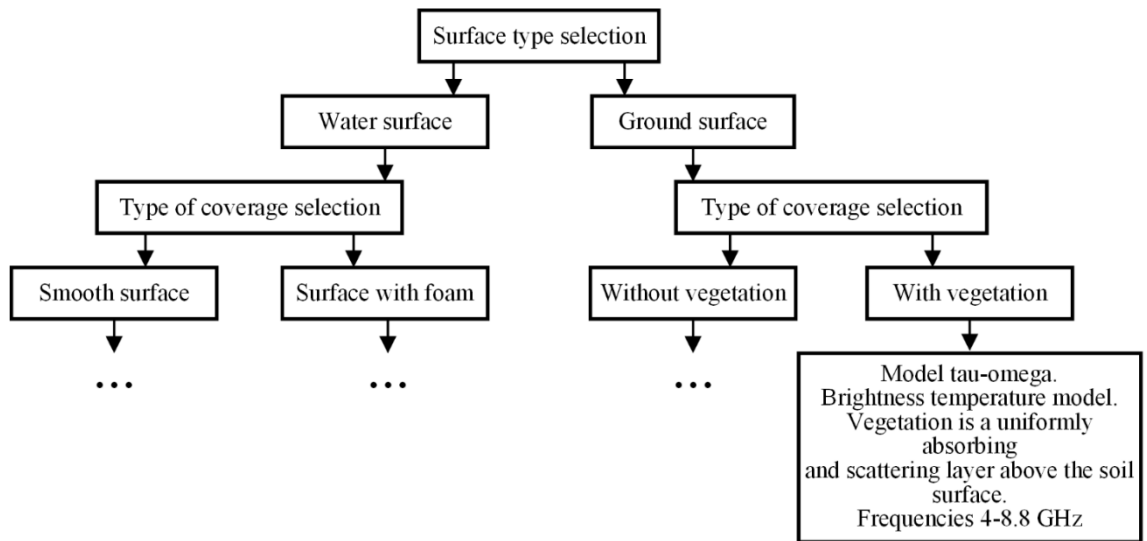 Surface type selection
Water surface
Ground surface
Type of coverage selection
Type of coverage selection
Smooth surface
Surface with foam
Without vegetation
With vegetation
...
...
...
Model tau-omega.
Brightness temperature model.
Vegetation is a uniformly
absorbing
and scattering layer above the soil
surface.
Frequencies 4-8.8 GHz